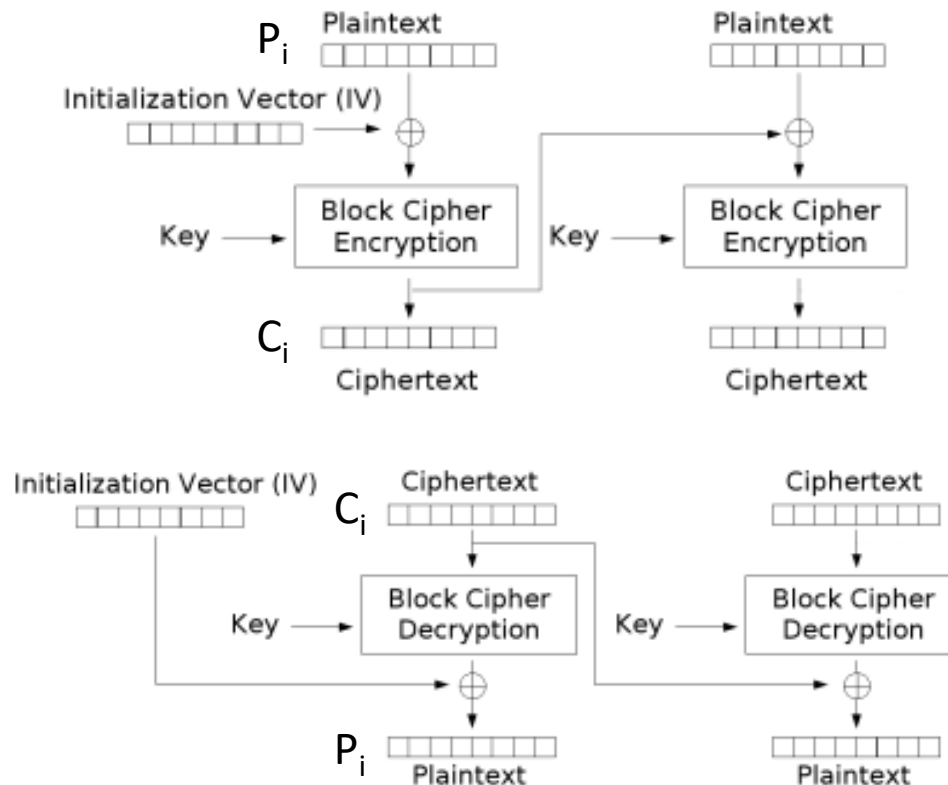 Plaintext Plaintext
P_i
Initialization Vector (IV)
Block Cipher Encryption Block Cipher Encryption
Key Key
C_i
Ciphertext Ciphertext
Initialization Vector (IV) Ciphertext Ciphertext
C_i
Block Cipher Decryption Block Cipher Decryption
Key Key
P_i
Plaintext Plaintext